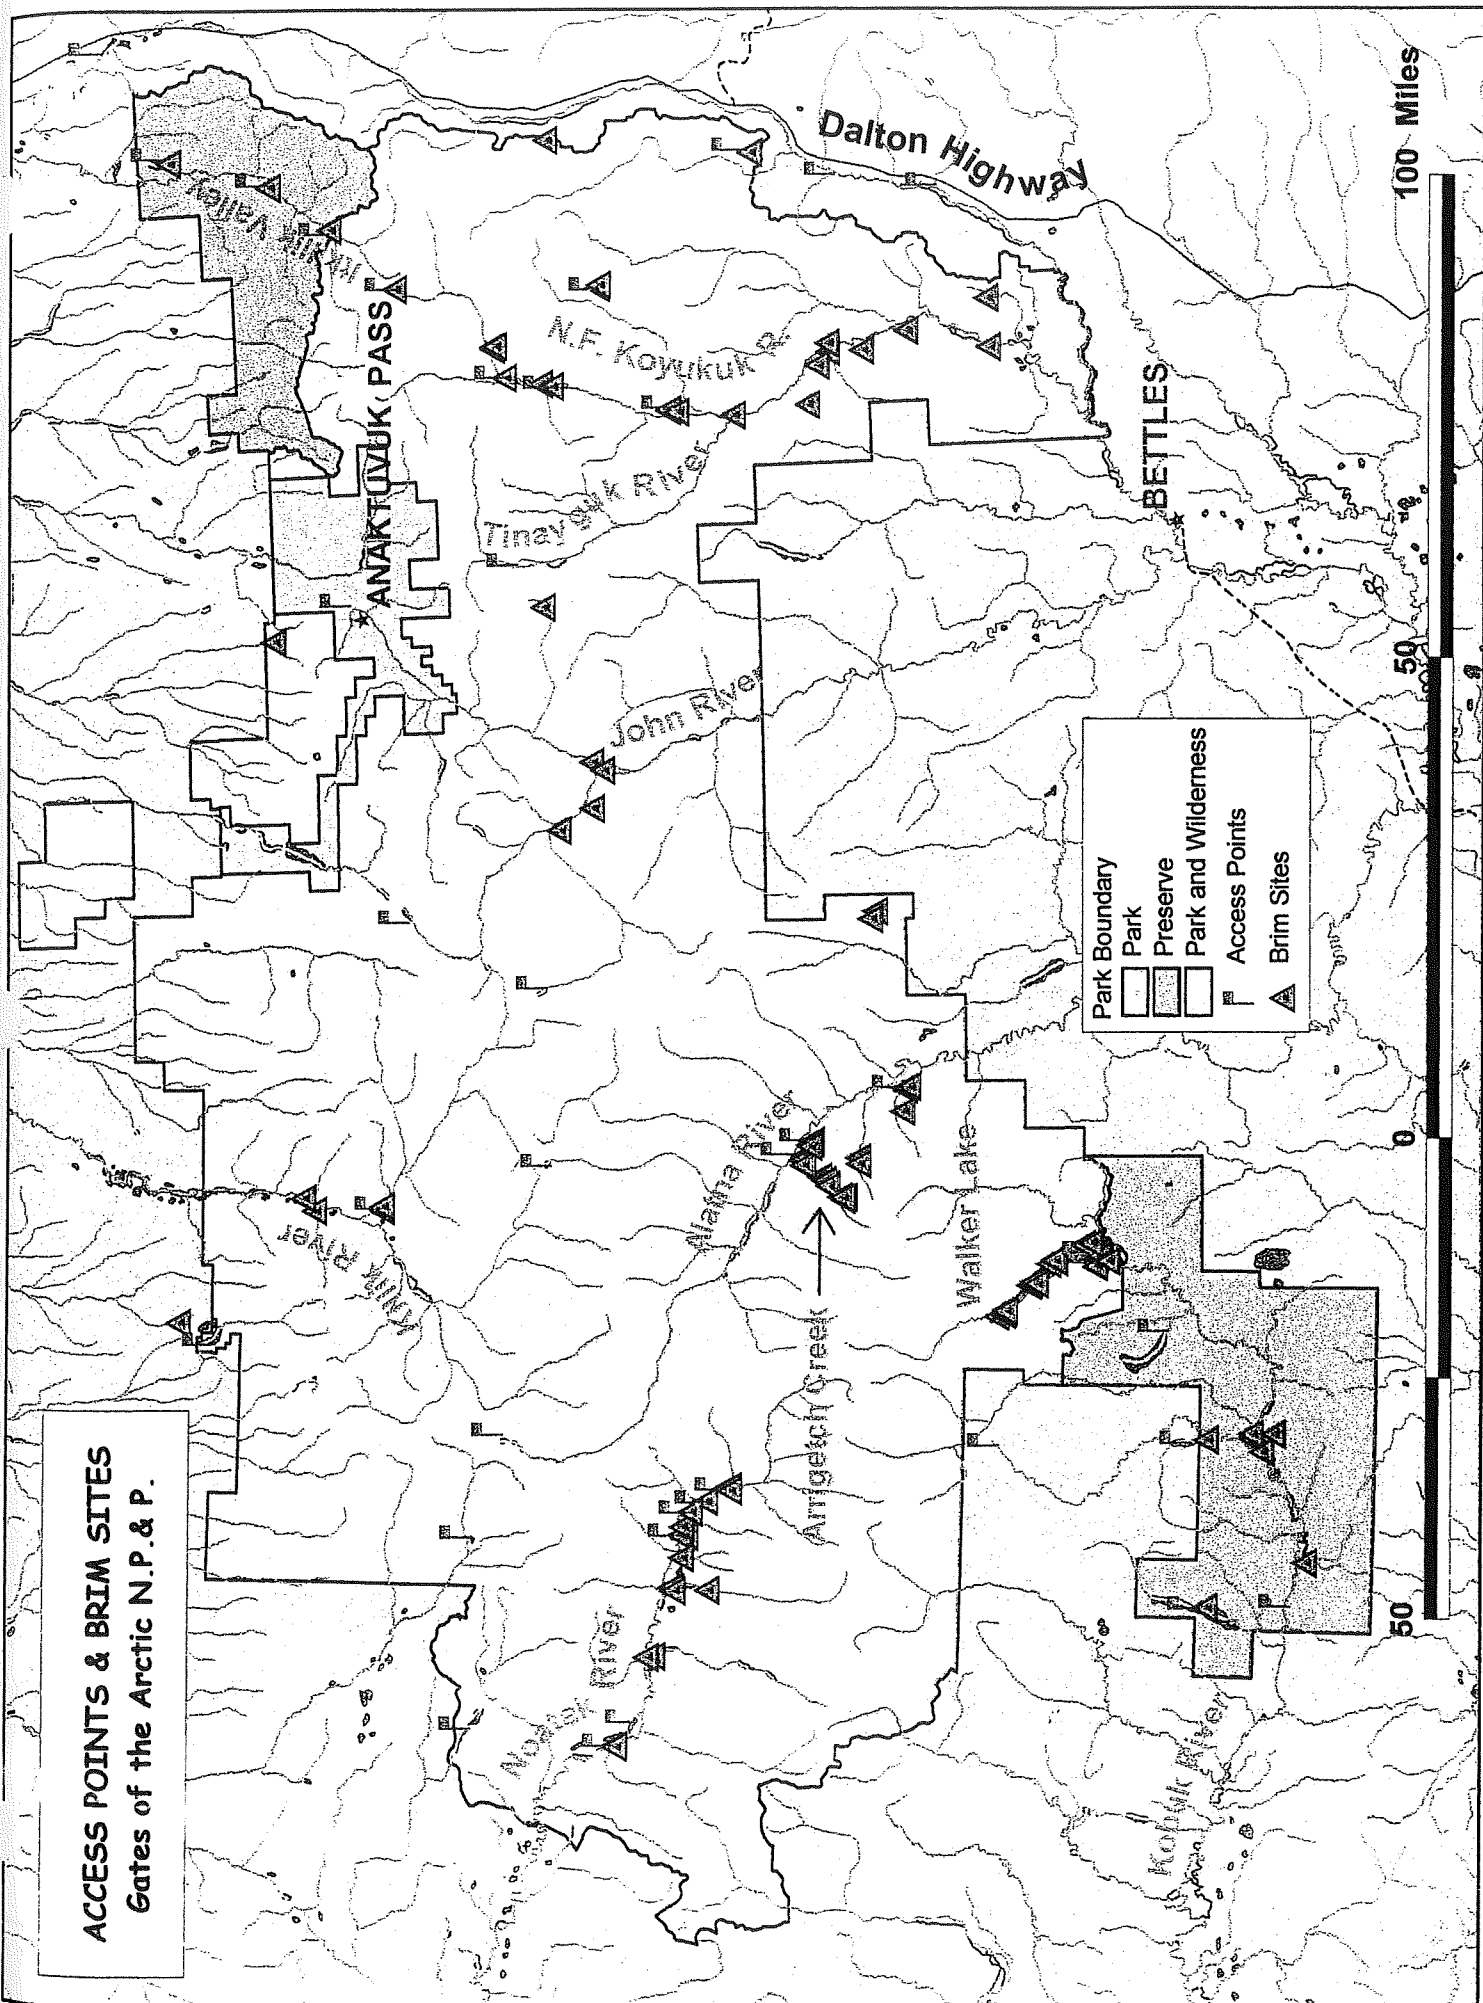 ACCESS POINTS & BRIM SITES
Gates of the Arctic N.P.& P.
Itkillik Valley
ANAKTUVUK PASS
Dalton Highway
N.F. Koyukuk R.
Tinayguk River
John River
BETTLES
Killik River
Alatna River
Walker Lake
Arrigetch Creek
Noatak River
Kobuk River
Park Boundary
Park
Preserve
Park and Wilderness
Access Points
Brim Sites
50
0
50
100 Miles